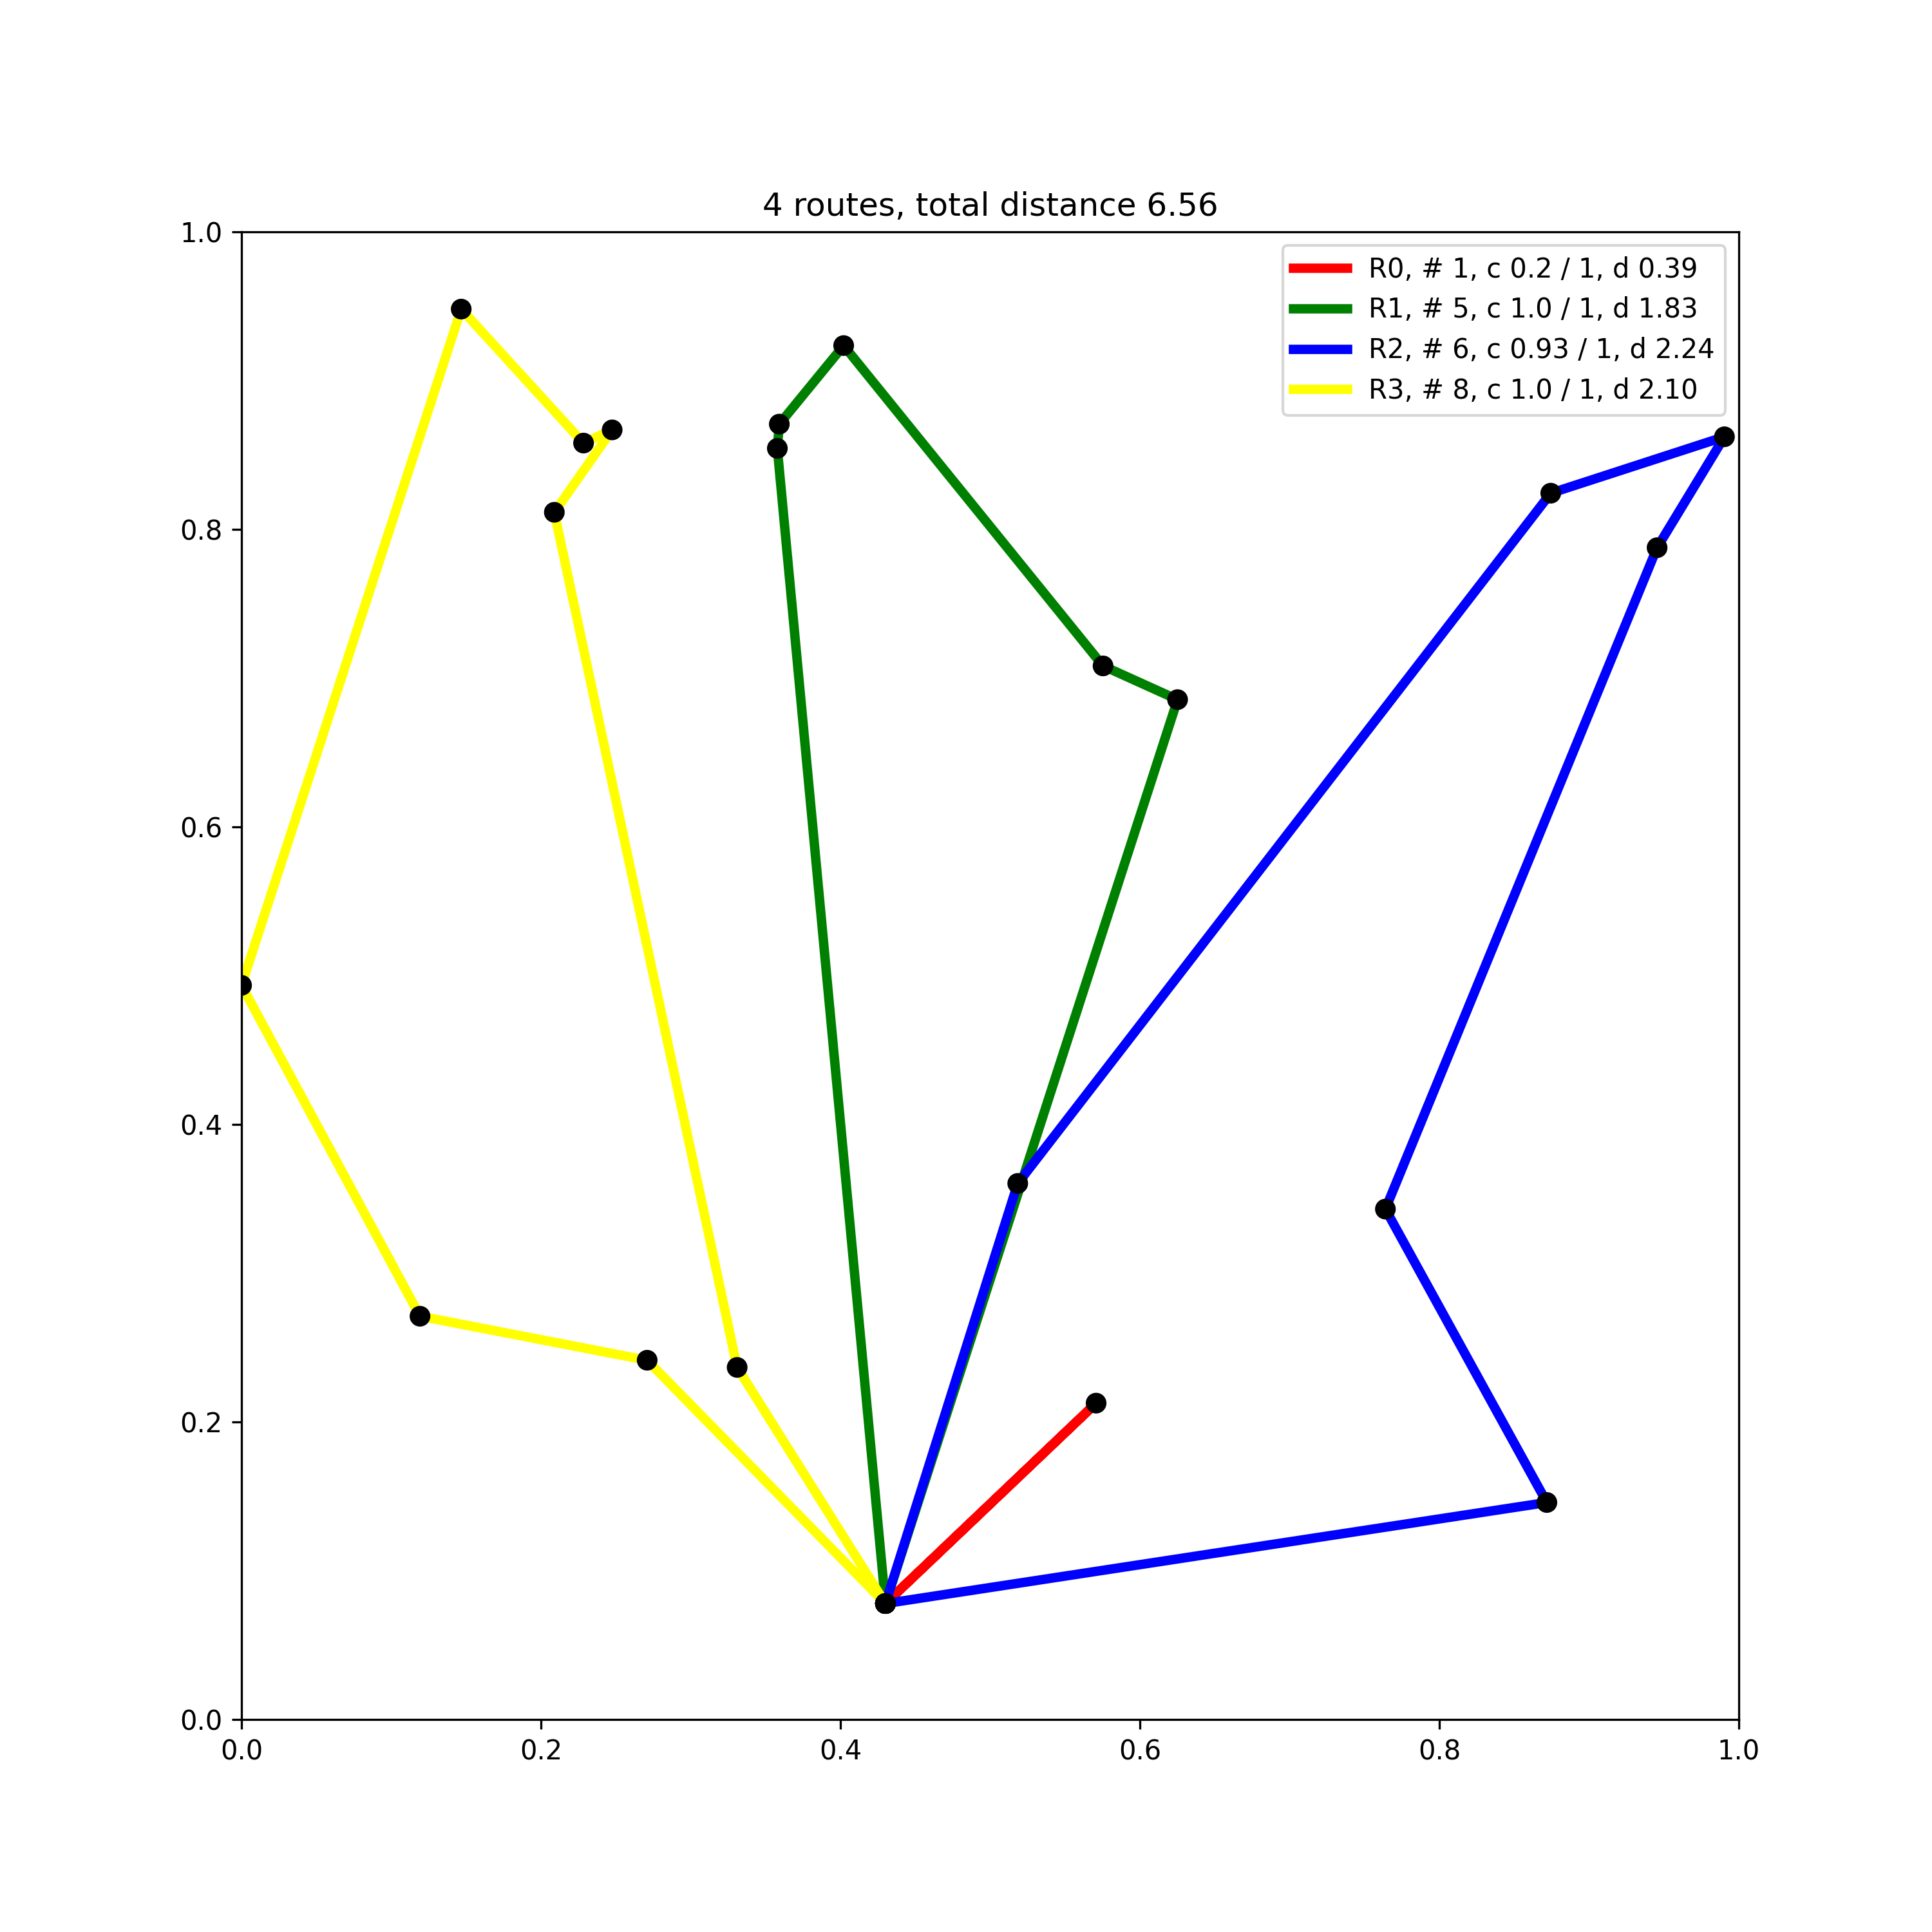 4 routes, total distance 6.56
1.0
0.8
0.6
0.4
0.2
0.0
R0, # 1, c 0.2 / 1, d 0.39
R1, # 5, c 1.0 / 1, d 1.83
R2, # 6, c 0.93 / 1, d 2.24
R3, # 8, c 1.0 / 1, d 2.10
0.0 0.2 0.4 0.6 0.8 1.0